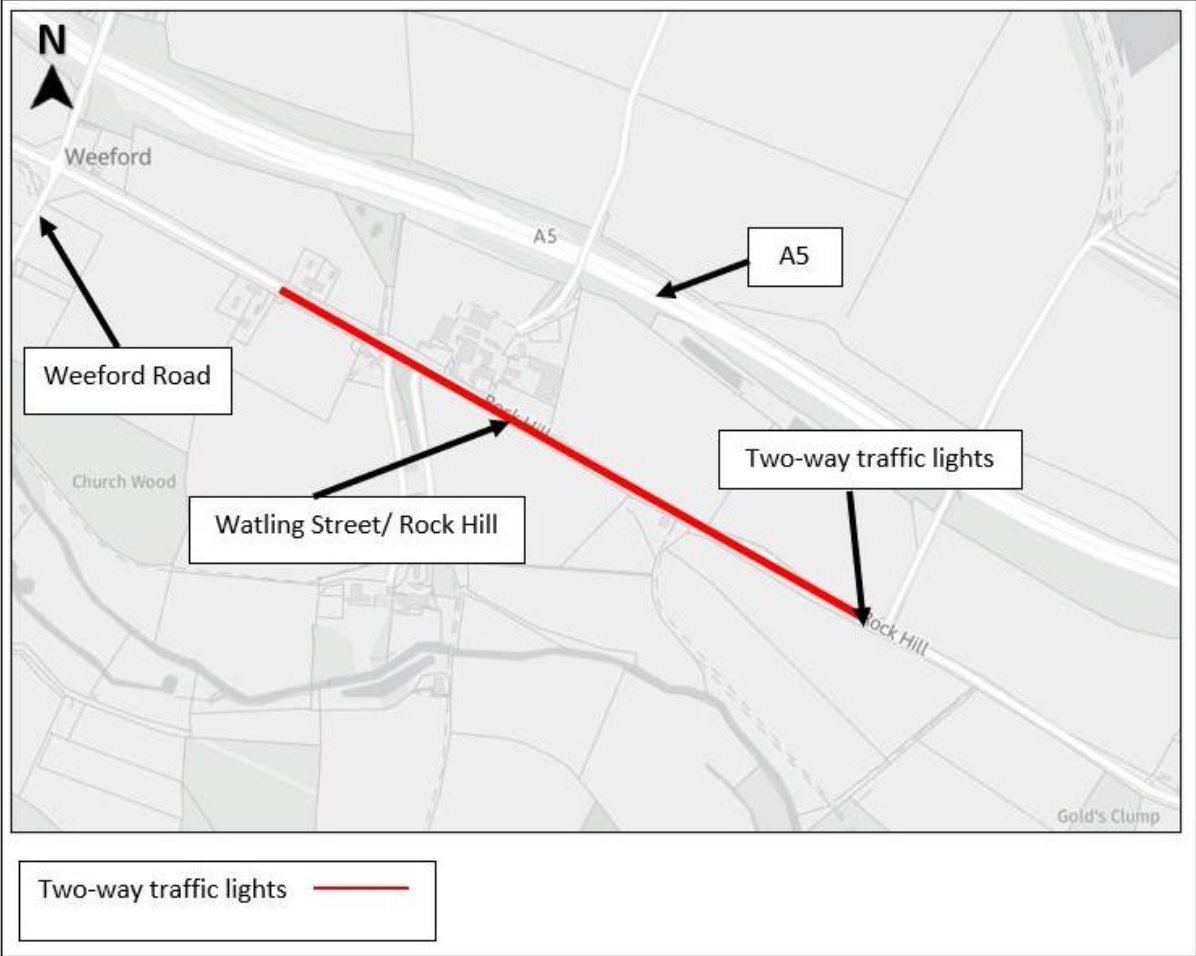 N
Weeford
A5
A5
Weeford Road
Rock Hill
Two-way traffic lights
Church Wood
Watling Street/ Rock Hill
Rock Hill
Gold's Clump
Two-way traffic lights